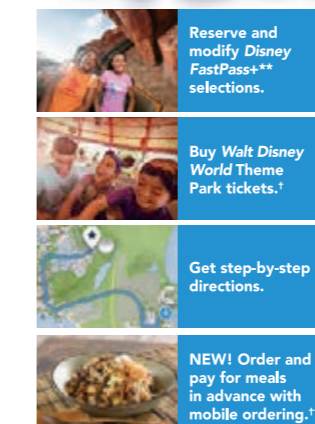 Reserve and
modify Disney
FastPass+**
selections.
Buy Walt Disney
World Theme
Park tickets.†
Get step-by-step
directions.
NEW! Order and
pay for meals
in advance with
mobile ordering.†